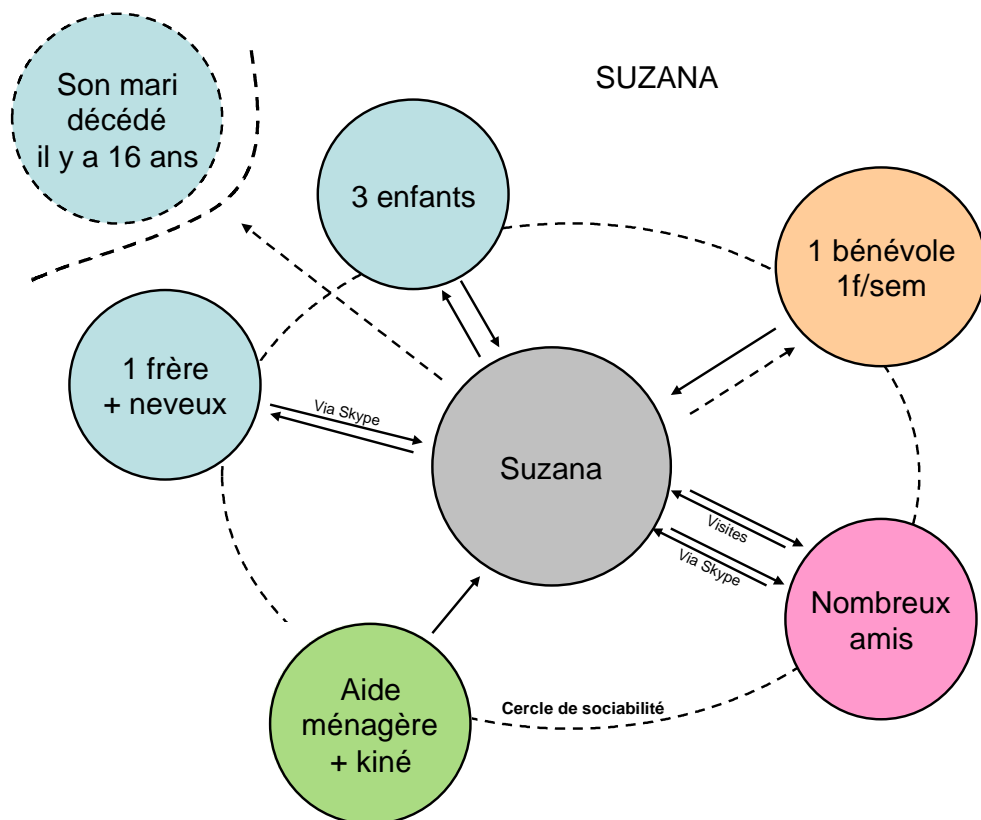 SUZANA
Son mari
décédé
il y a 16 ans
3 enfants
1 bénévole
1f/sem
1 frère
+ neveux
Via Skype
Suzana
Visites
Via Skype
Nombreux
amis
Aide
ménagère
+ kiné
Cercle de sociabilité